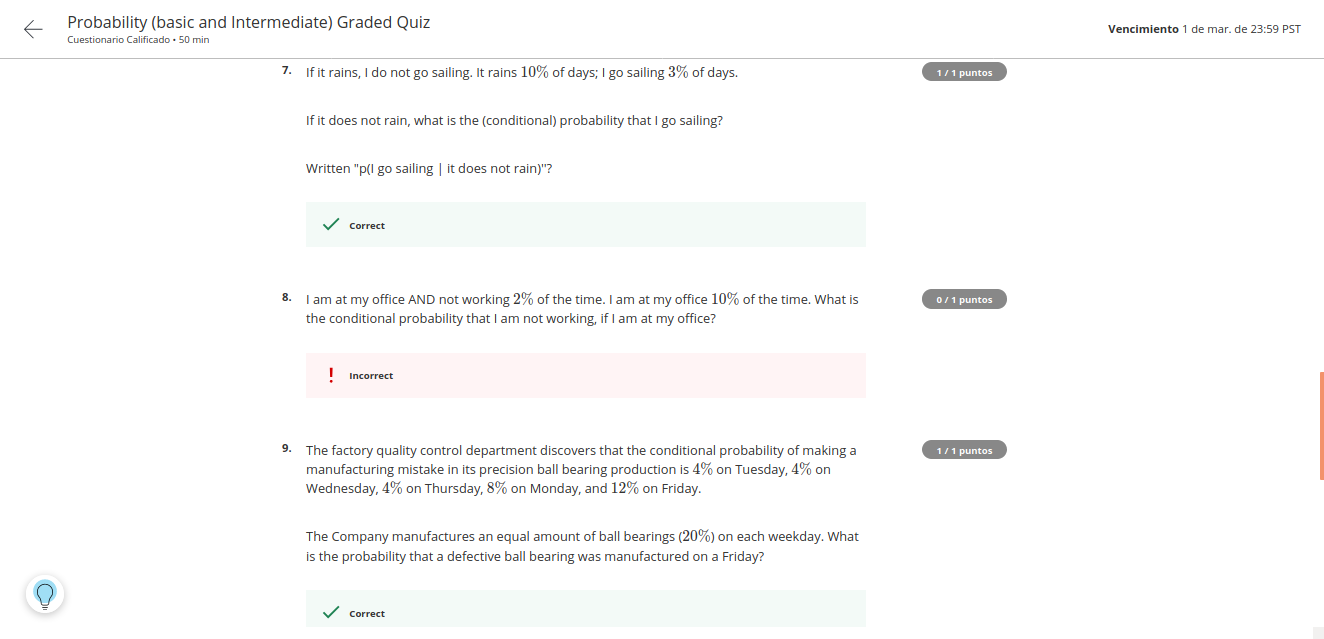 Probability (basic and Intermediate) Graded Quiz
Cuestionario Calificado • 50 min
Vencimiento 1 de mar. de 23:59 PST
7. If it rains, I do not go sailing. It rains 10% of days; I go sailing 3% of days.
1 / 1 puntos
If it does not rain, what is the (conditional) probability that I go sailing?
Written "p(I go sailing | it does not rain)"?
Correct
8. I am at my office AND not working 2% of the time. I am at my office 10% of the time. What is
0 / 1 puntos
the conditional probability that I am not working, if I am at my office?
Incorrect
9. The factory quality control department discovers that the conditional probability of making a
1 / 1 puntos
manufacturing mistake in its precision ball bearing production is 4% on Tuesday, 4% on
Wednesday, 4% on Thursday, 8% on Monday, and 12% on Friday.
The Company manufactures an equal amount of ball bearings (20%) on each weekday. What
is the probability that a defective ball bearing was manufactured on a Friday?
Correct